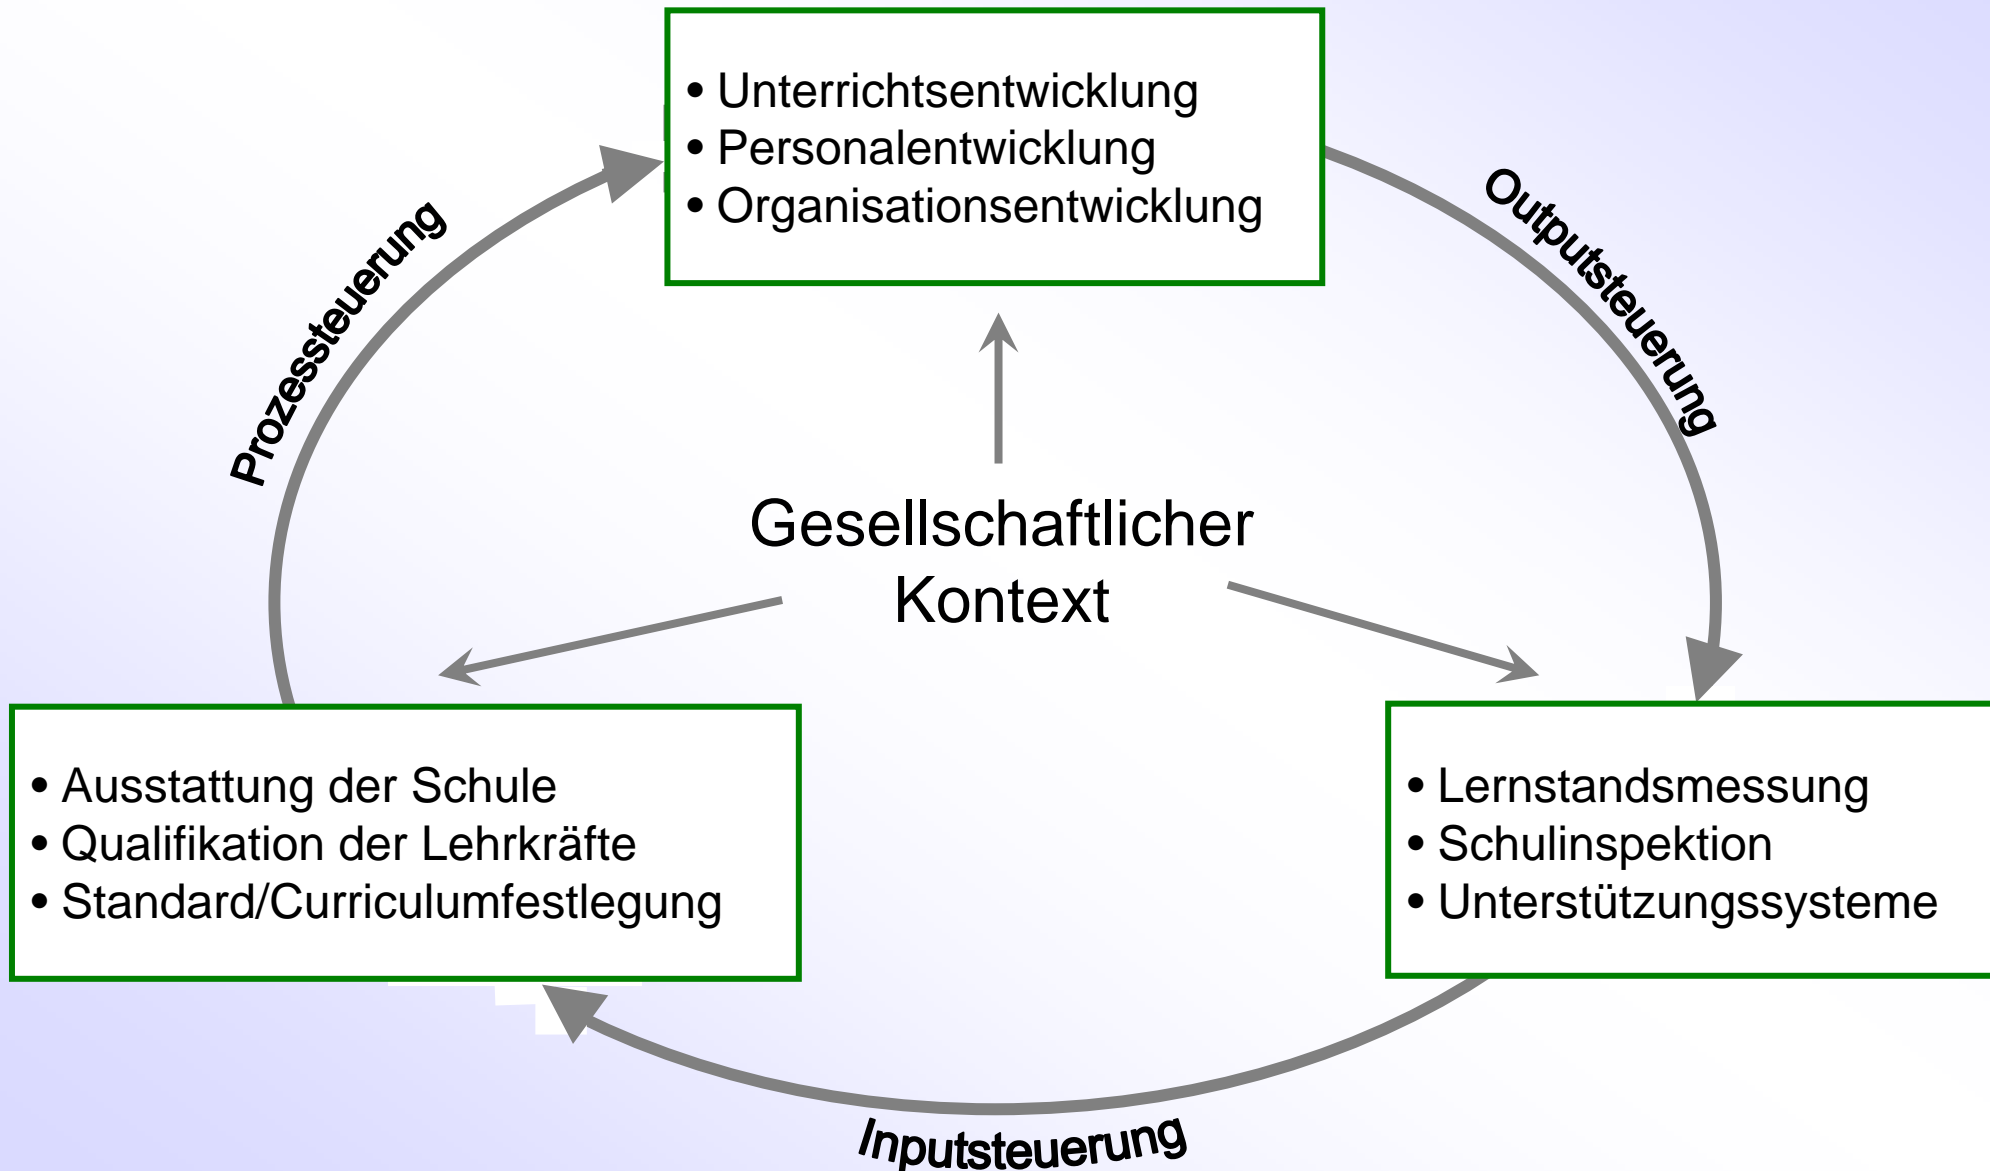 • Unterrichtsentwicklung
• Personalentwicklung
• Organisationsentwicklung
Prozessteuerung
Outputsteuerung
Gesellschaftlicher
Kontext
• Ausstattung der Schule
• Qualifikation der Lehrkräfte
• Standard/Curriculumfestlegung
• Lernstandsmessung
• Schulinspektion
• Unterstützungssysteme
Inputsteuerung